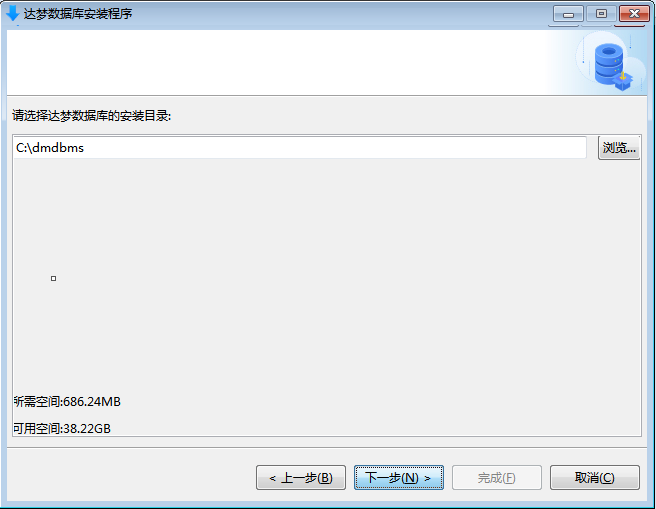 达梦数据库安装程序
请选择达梦数据库的安装目录:
C:\dmdbms
浏览...
所需空间:686.24MB
可用空间:38.22GB
< 上一步(B)
下一步(N) >
完成(F)
取消(C)